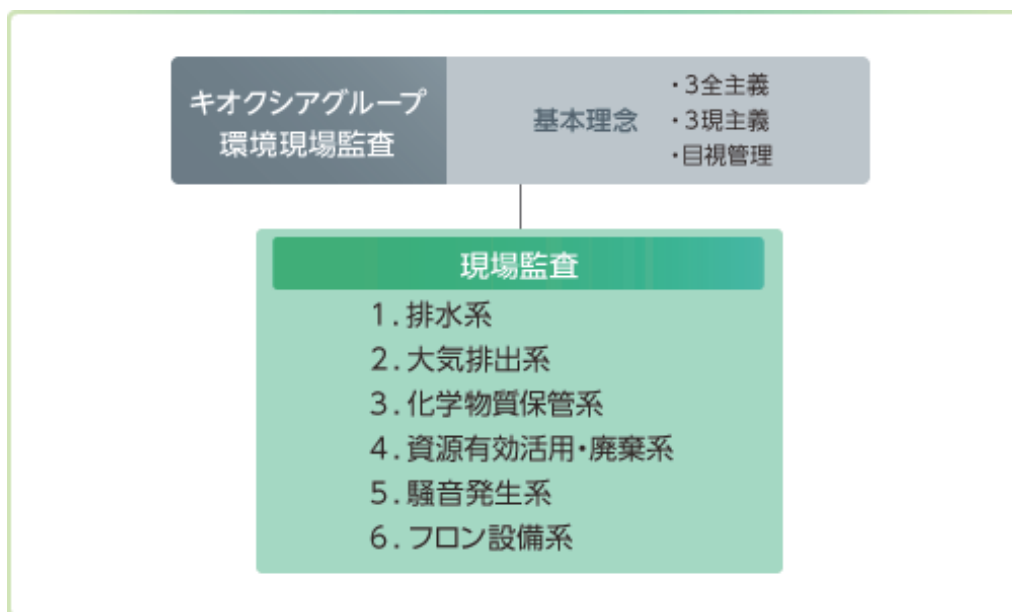 キオクシアグループ
環境現場監査
基本理念
・3全主義
・3現主義
・目視管理
現場監査
1.排水系
2.大気排出系
3.化学物質保管系
4.資源有効活用・廃棄系
5.騒音発生系
6.フロン設備系